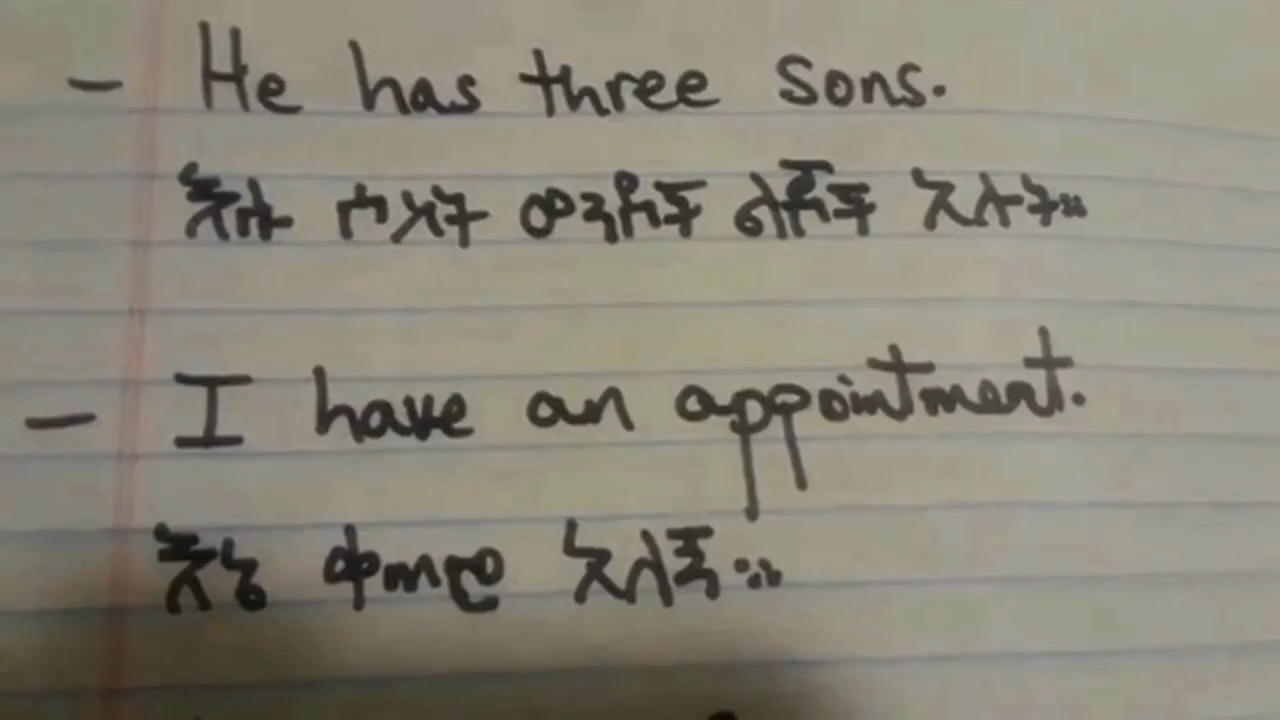 - He has three sons.
እሱ ሶስት ወንዶች ልጆች አሉት።
- I have an appointment.
እኔ ቀጠሮ አለኝ።